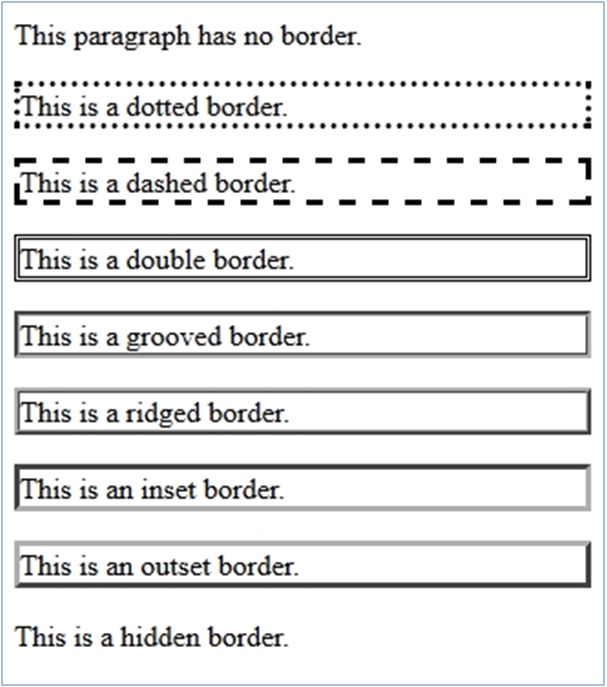 This paragraph has no border.
This is a dotted border.
This is a dashed border.
This is a double border.
This is a grooved border.
This is a ridged border.
This is an inset border.
This is an outset border.
This is a hidden border.